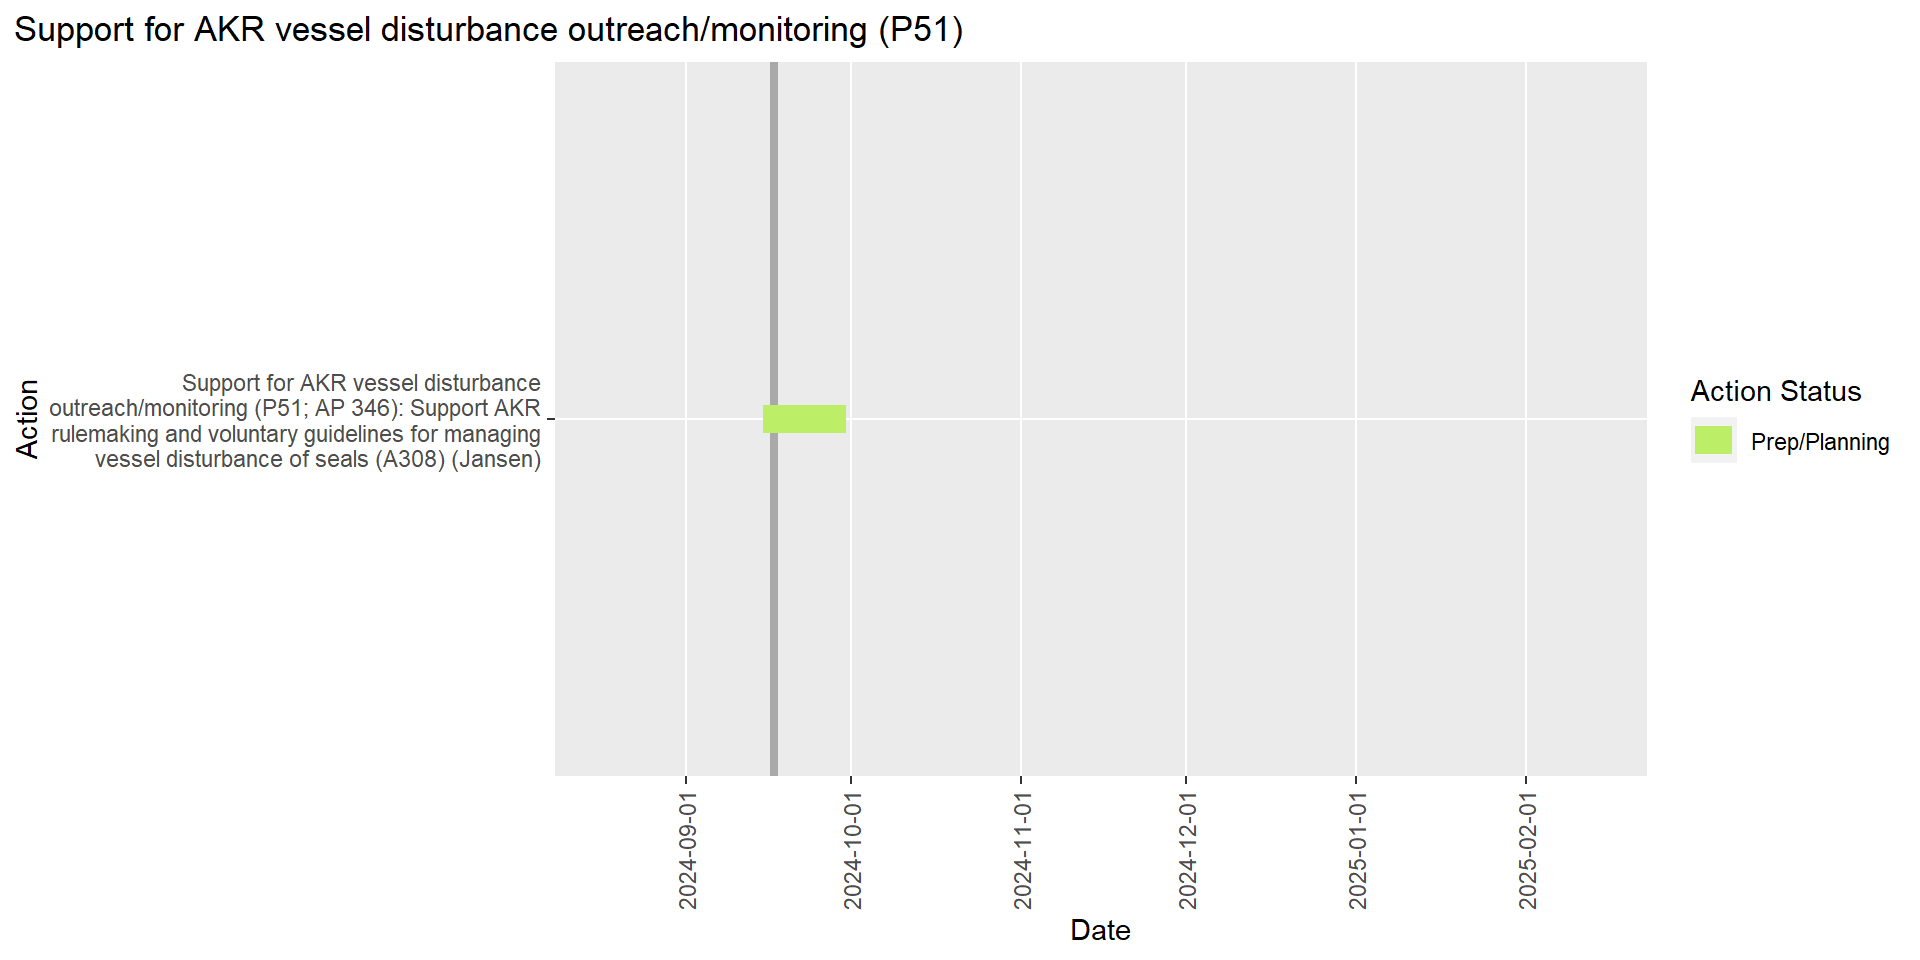 Support for AKR vessel disturbance outreach/monitoring (P51)
Action
Support for AKR vessel disturbance
outreach/monitoring (P51; AP 346): Support AKR
rulemaking and voluntary guidelines for managing
vessel disturbance of seals (A308) (Jansen)
2024-09-01
2024-10-01
2024-11-01
2024-12-01
2025-01-01
2025-02-01
Date
Action Status
Prep/Planning